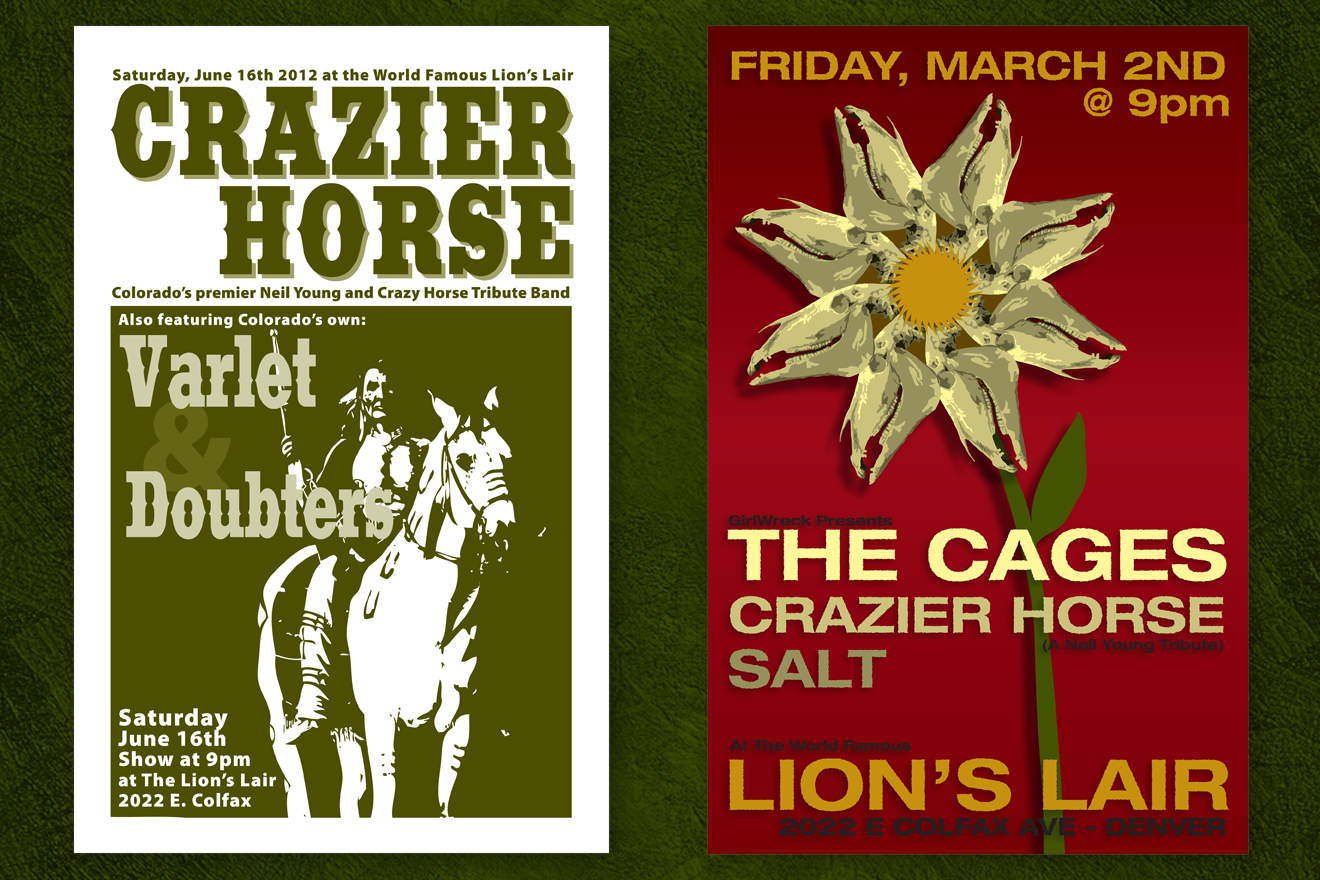 Saturday, June 16th 2012 at the World Famous Lion's Lair
CRAZIER
HORSE
Colorado's premier Neil Young and Crazy Horse Tribute Band
Also featuring Colorado's own:
Varlet
&
Doubters
Saturday
June 16th
Show at 9pm
at The Lion's Lair
2022 E. Colfax
FRIDAY, MARCH 2ND
@ 9pm
GirlWreck Presents
THE CAGES
CRAZIER HORSE
(A Neil Young Tribute)
SALT
At The World Famous
LION'S LAIR
2022 E COLFAX AVE - DENVER